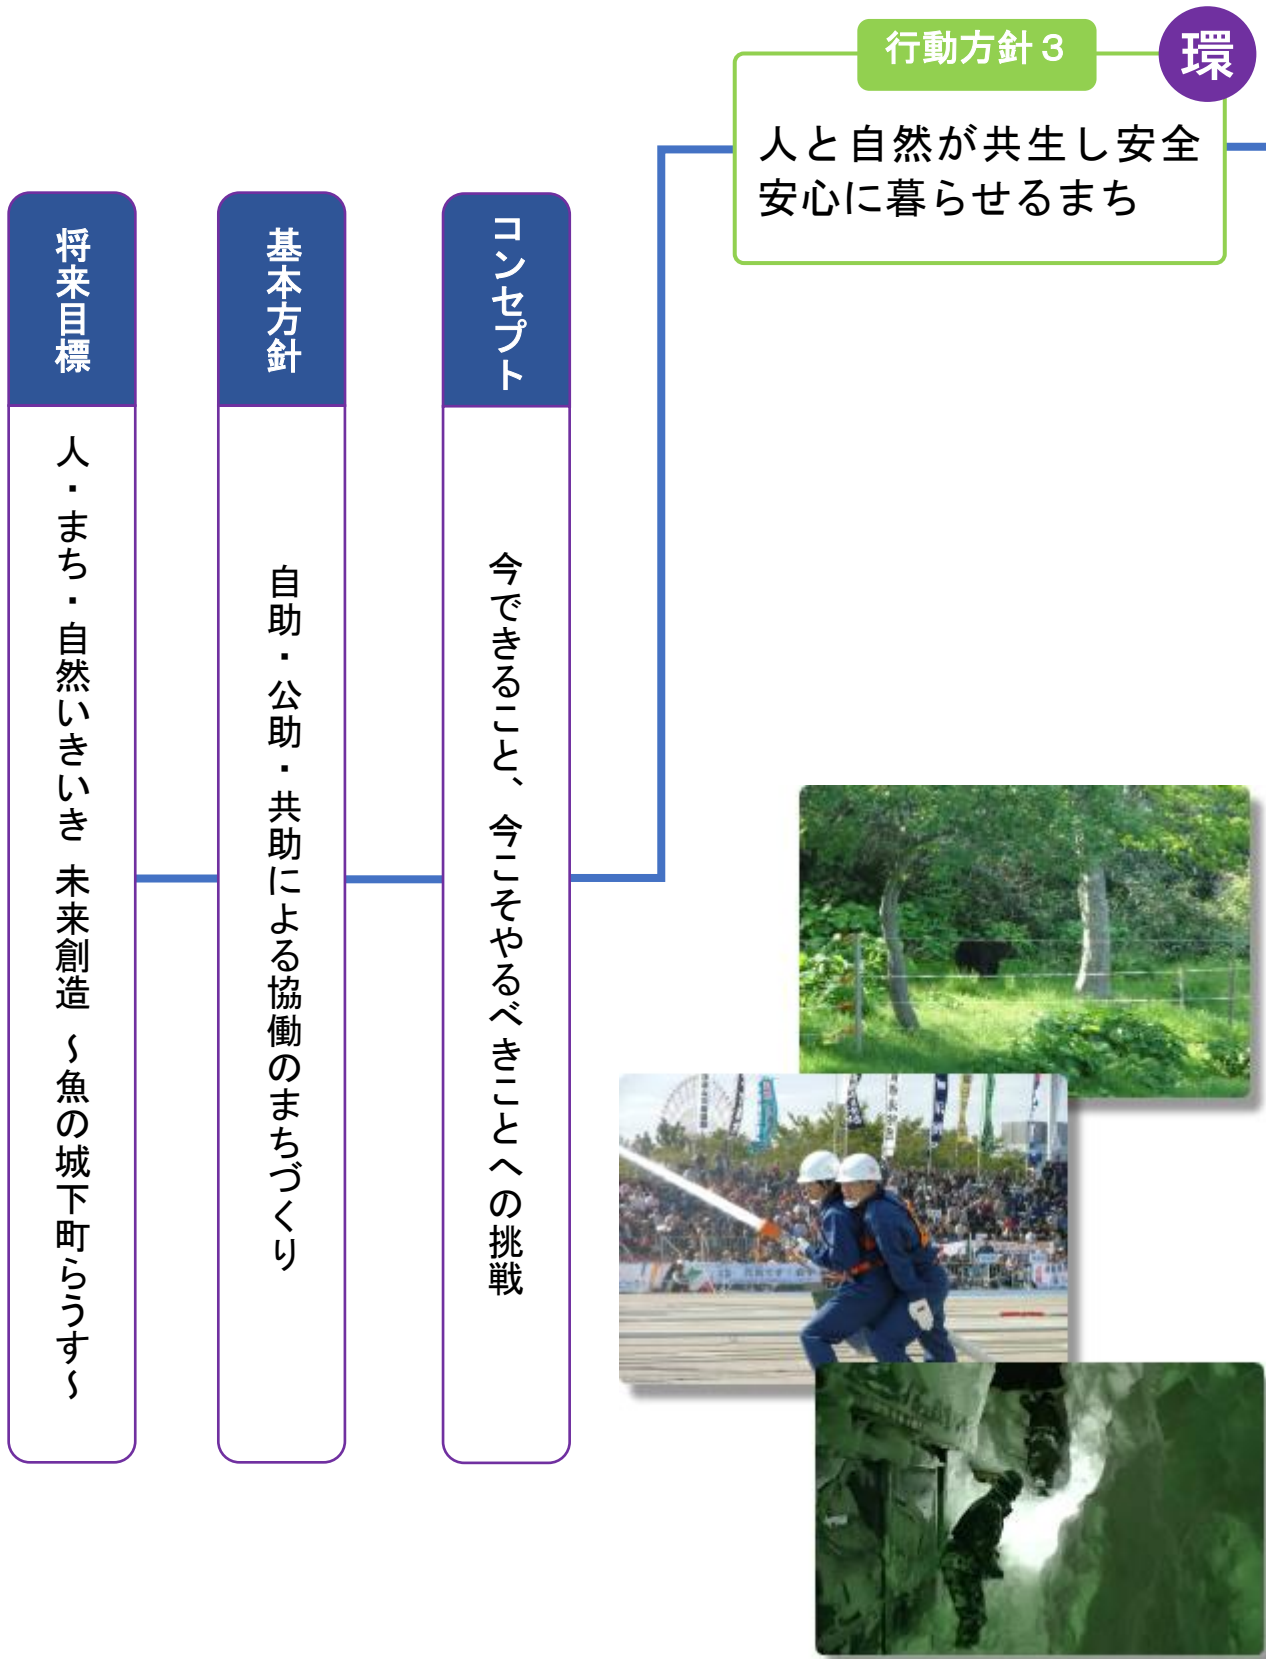 行動方針３
環
人と自然が共生し安全
安心に暮らせるまち
将来目標
人・まち・自然いきいき 未来創造 ～魚の城下町らうす～
基本方針
自助・公助・共助による協働のまちづくり
コンセプト
今できること、今こそやるべきことへの挑戦